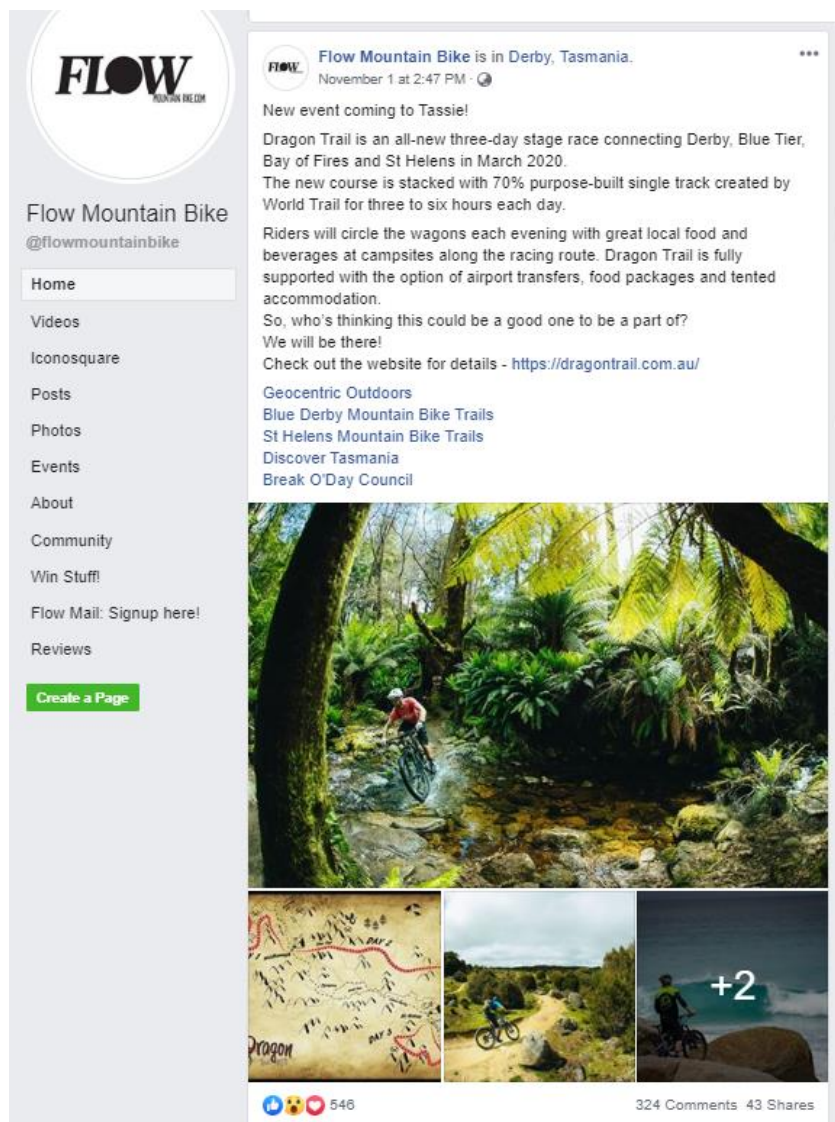 FLOW
MOUNTAIN BIKE.COM
Flow Mountain Bike
@flowmountainbike
Home
Videos
Iconosquare
Posts
Photos
Events
About
Community
Win Stuff!
Flow Mail: Signup here!
Reviews
Create a Page
FLOW
Flow Mountain Bike is in Derby, Tasmania.
November 1 at 2:47 PM ·
New event coming to Tassie!
Dragon Trail is an all-new three-day stage race connecting Derby, Blue Tier,
Bay of Fires and St Helens in March 2020.
The new course is stacked with 70% purpose-built single track created by
World Trail for three to six hours each day.
Riders will circle the wagons each evening with great local food and
beverages at campsites along the racing route. Dragon Trail is fully
supported with the option of airport transfers, food packages and tented
accommodation.
So, who's thinking this could be a good one to be a part of?
We will be there!
Check out the website for details - https://dragontrail.com.au/
Geocentric Outdoors
Blue Derby Mountain Bike Trails
St Helens Mountain Bike Trails
Discover Tasmania
Break O'Day Council
DAY 2
DAY 3
Dragon
+2
546
324 Comments 43 Shares